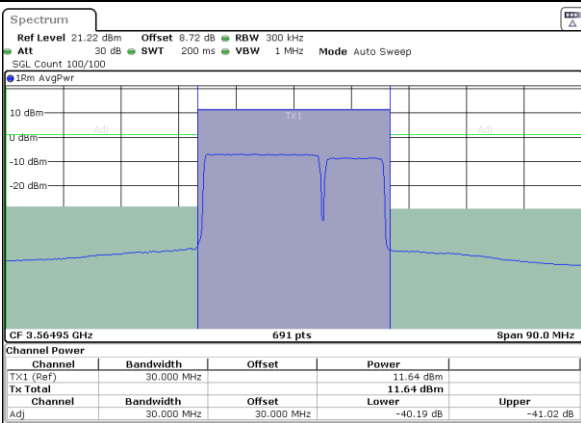 Spectrum
Ref Level 21.22 dBm Offset 8.72 dB RBW 300 kHz
Att 30 dB SWT 200 ms VBW 1 MHz Mode Auto Sweep
SGL Count 100/100
1Rm AvgPwr
10 dBm
TX1
Adj Adj
0 dBm
-10 dBm
-20 dBm
CF 3.56495 GHz 691 pts Span 90.0 MHz
Channel Power
Channel Bandwidth Offset Power
TX1 (Ref) 30.000 MHz 11.64 dBm
Tx Total 11.64 dBm
Channel Bandwidth Offset Lower Upper
Adj 30.000 MHz 30.000 MHz -40.19 dB -41.02 dB